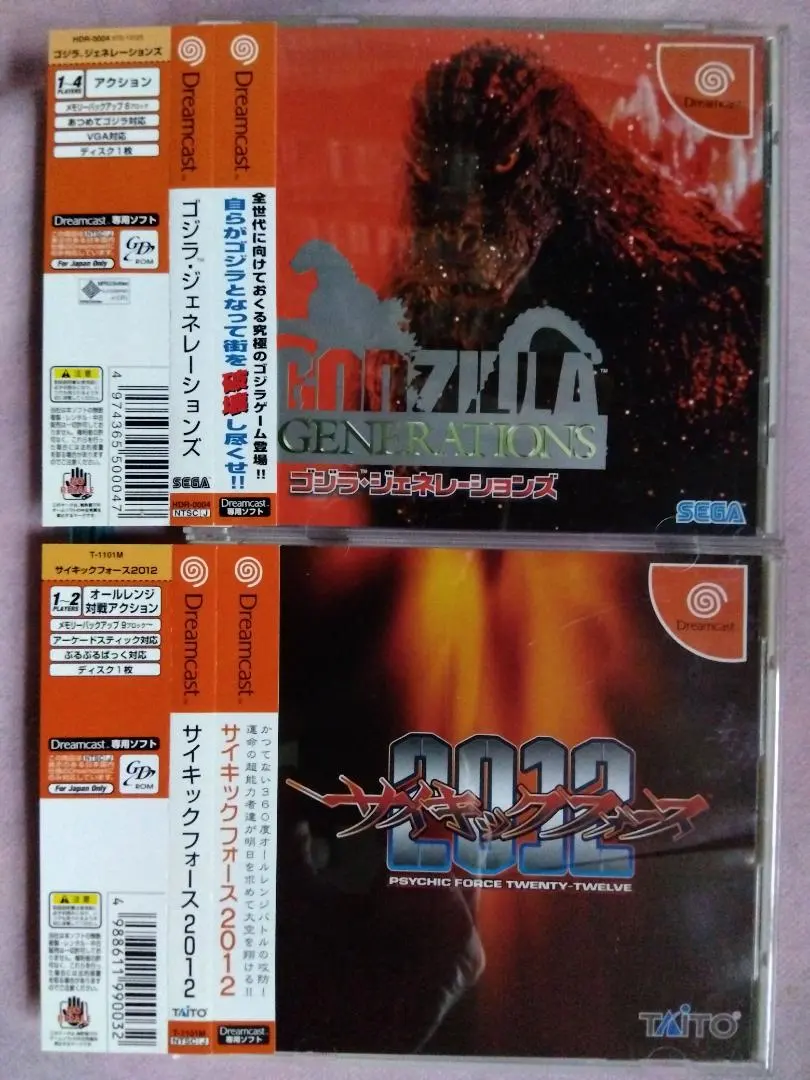 HDR-0004
ゴジラ・ジェネレーションズ
1~4
PLAYERS
アクション
メモリーバックアップ 8ブロック
あつめてゴジラ対応
VGA対応
ディスク1枚
Dreamcast 専用ソフト
NTSC J
For Japan Only
GD-ROM
注意
4 974365 500047
Dreamcast
ゴジラ・ジェネレーションズ
SEGA
HDR-0004
NTSC J
Dreamcast
全世代に向けておくる究極のゴジラゲーム登場!!
自らがゴジラとなって街を破壊し尽くせ!!
Dreamcast
専用ソフト
Dreamcast
GODZILLA
GENERATIONS
ゴジラ・ジェネレーションズ
SEGA
T-1101M
サイキックフォース2012
1~2
PLAYERS
オールレンジ
対戦アクション
メモリーバックアップ 9ブロック~
アーケードスティック対応
ぷるぷるぱっく対応
ディスク1枚
Dreamcast 専用ソフト
NTSC J
For Japan Only
GD-ROM
注意
4 988611 990032
Dreamcast
サイキックフォース2012
TAITO
T-1101M
NTSC J
Dreamcast
サイキックフォース2012
かつてない360度オールレンジバトルの攻防!
運命の超能力者達が明日を求めて大空を翔ける!!
Dreamcast
専用ソフト
Dreamcast
2012
サイキックフォース
PSYCHIC FORCE TWENTY-TWELVE
TAITO